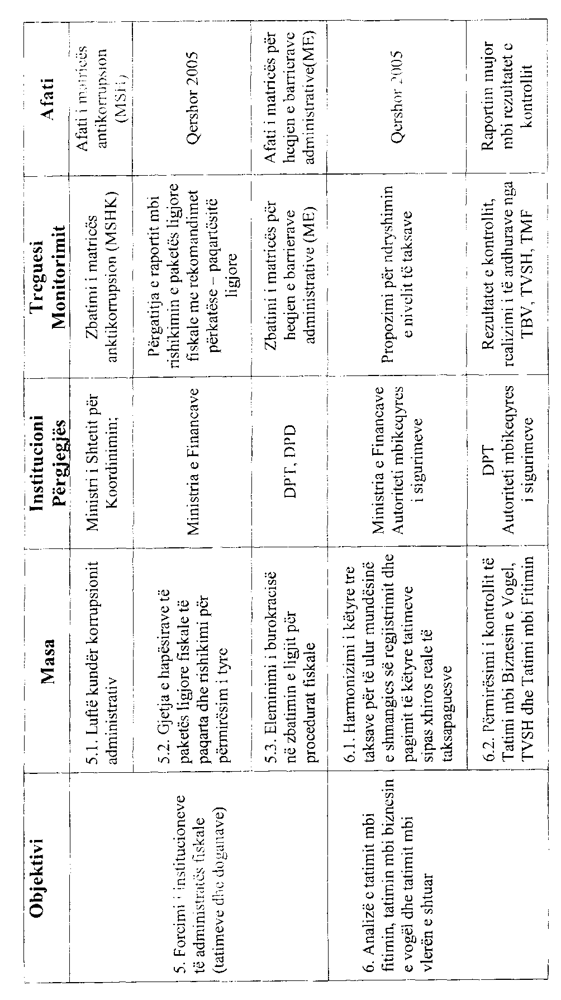 Objektivi
Masa
Institucioni
Përgjegjës
Treguesi
Monitorimit
Afati
5. Forcimi i institucioneve
të administratës fiskale
(tatimeve dhe doganave)
5.1. Luftë kundër korrupsionit
administrativ
Ministri i Shtetit për
Koordinimin;
Zbatimi i matricës
anktikorrupsion (MSHK)
Afati i matricës
antikorrupsion
(MSH)
5.2. Gjetja e hapësirave të
paketës ligjore fiskale të
paqarta dhe rishikimi për
përmirësim i tyre
Ministria e Financave
Përgatitja e raportit mbi
rishikimin e paketës ligjore
fiskale me rekomandimet
përkatëse – paqartësitë
ligjore
Qershor 2005
5.3. Eleminimi i burokracisë
në zbatimin e ligjit për
procedurat fiskale
DPT, DPD
Zbatimi i matricës për
heqjen e barrierave
administrative (ME)
Afati i matricës për
heqjen e barrierave
administrative(ME)
6. Analizë e tatimit mbi
fitimin, tatimin mbi biznesin
e vogël dhe tatimit mbi
vlerën e shtuar
6.1. Harmonizimi i këtyre tre
taksave për të ulur mundësinë
e shmangies së regjistrimit dhe
pagimit të këtyre tatimeve
sipas xhiros reale të
taksapaguesve
Ministria e Financave
Autoriteti mbikeqyres
i sigurimeve
Propozimi për ndryshimin
e nivelit të taksave
Qershor 2005
6.2. Përmirësimi i kontrollit të
Tatimi mbi Biznesin e Vogel,
TVSH dhe Tatimi mbi Fitimin
DPT
Autoriteti mbikeqyres
i sigurimeve
Rezultatet e kontrollit,
realizimi i të ardhurave nga
TBV, TVSH, TMF
Raportim mujor
mbi rezultatet e
kontrollit